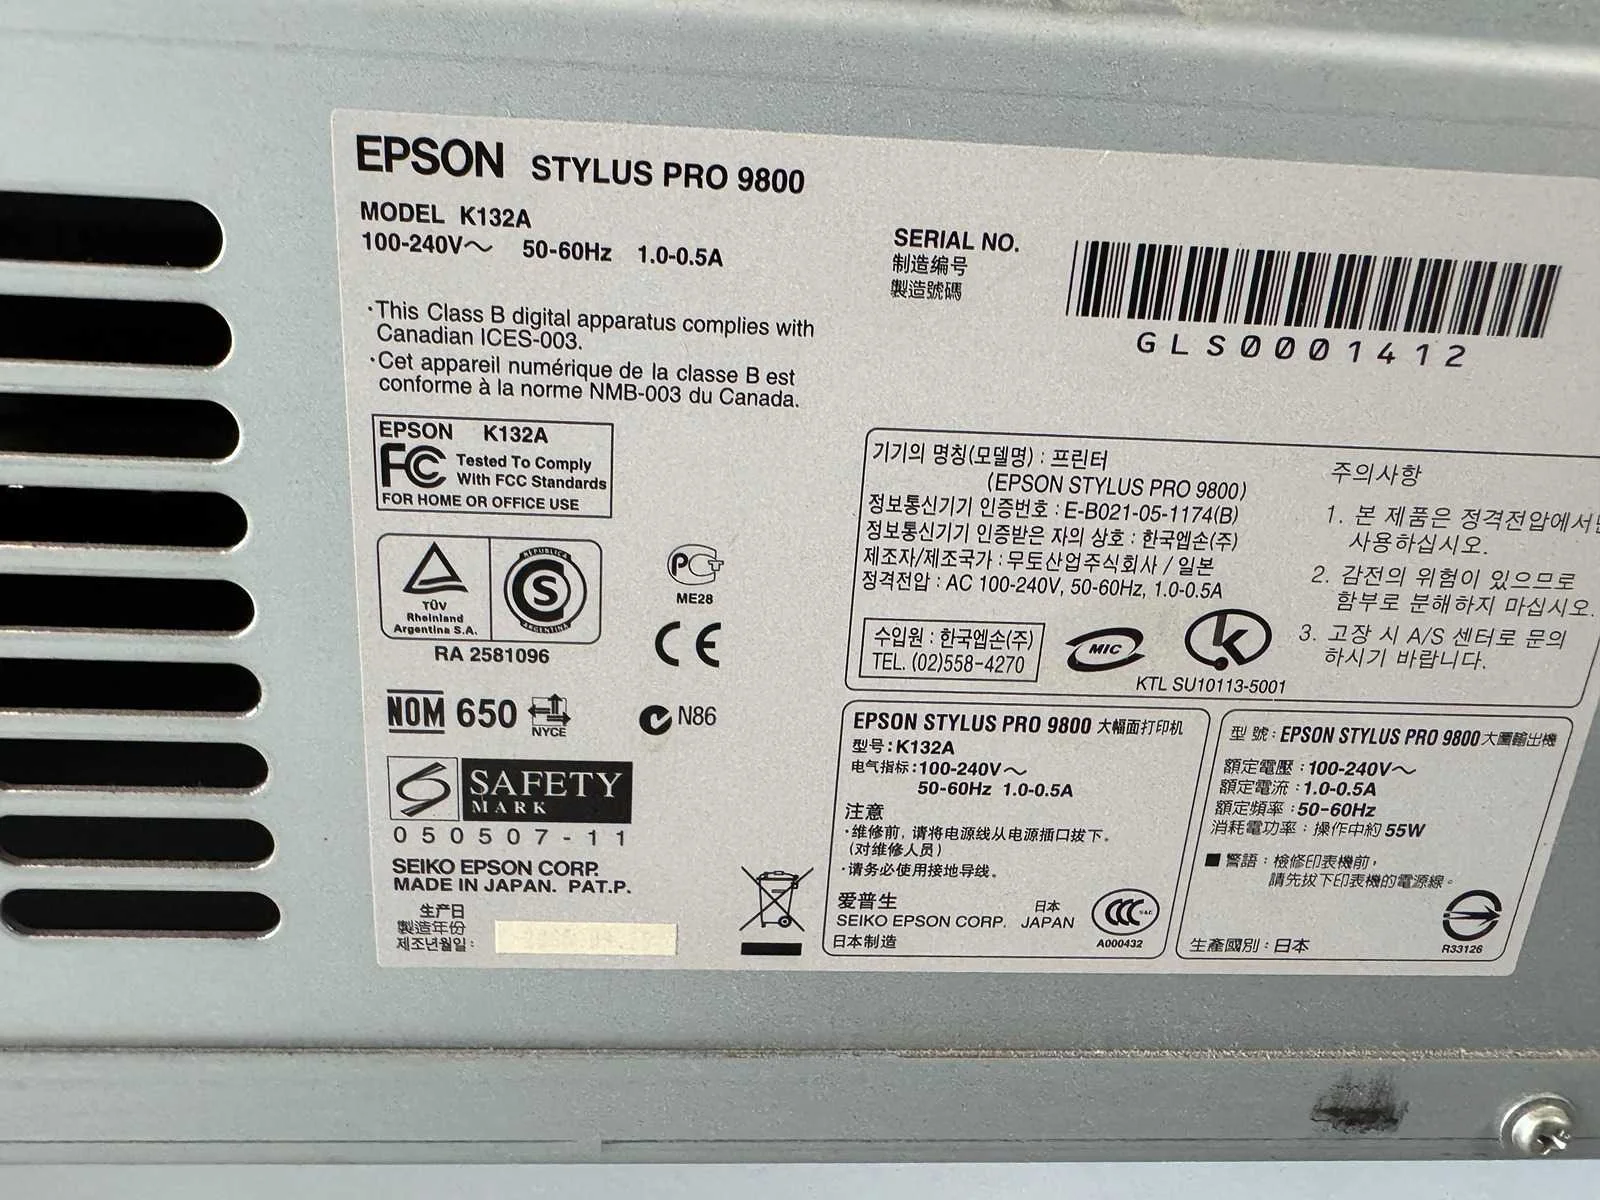 EPSON STYLUS PRO 9800
MODEL K132A
100-240V～ 50-60Hz 1.0-0.5A
SERIAL NO.
制造编号
製造號碼
GLS0001412
·This Class B digital apparatus complies with
Canadian ICES-003.
·Cet appareil numérique de la classe B est
conforme à la norme NMB-003 du Canada.
EPSON K132A
FC Tested To Comply
With FCC Standards
FOR HOME OR OFFICE USE
TÜV
Rheinland
Argentina S.A.
REPUBLICA
S
ARGENTINA
RA 2581096
PCT
ME28
CE
NOM 650 NYCE
N86
S SAFETY
MARK
050507-11
SEIKO EPSON CORP.
MADE IN JAPAN. PAT.P.
生产日
製造年份
제조년월일:
기기의 명칭(모델명) : 프린터
(EPSON STYLUS PRO 9800)
정보통신기기 인증번호 : E-B021-05-1174(B)
정보통신기기 인증받은 자의 상호 : 한국엡손(주)
제조자/제조국가 : 무토산업주식회사 / 일본
정격전압 : AC 100-240V, 50-60Hz, 1.0-0.5A
수입원 : 한국엡손(주)
TEL. (02)558-4270
MIC
KTL SU10113-5001
주의사항
1. 본 제품은 정격전압에서만
사용하십시오.
2. 감전의 위험이 있으므로
함부로 분해하지 마십시오.
3. 고장 시 A/S 센터로 문의
하시기 바랍니다.
EPSON STYLUS PRO 9800 大幅面打印机
型号:K132A
电气指标:100-240V～
50-60Hz 1.0-0.5A
注意
·维修前, 请将电源线从电源插口拔下。
(对维修人员)
·请务必使用接地导线。
爱普生 日本
SEIKO EPSON CORP. JAPAN
日本制造
CCC S&E
A000432
型 號 : EPSON STYLUS PRO 9800 大圖輸出機
額定電壓 : 100-240V～
額定電流 : 1.0-0.5A
額定頻率 : 50-60Hz
消耗電功率 : 操作中約 55W
■ 警語 : 檢修印表機前,
請先拔下印表機的電源線。
生產國別 : 日本
R33126